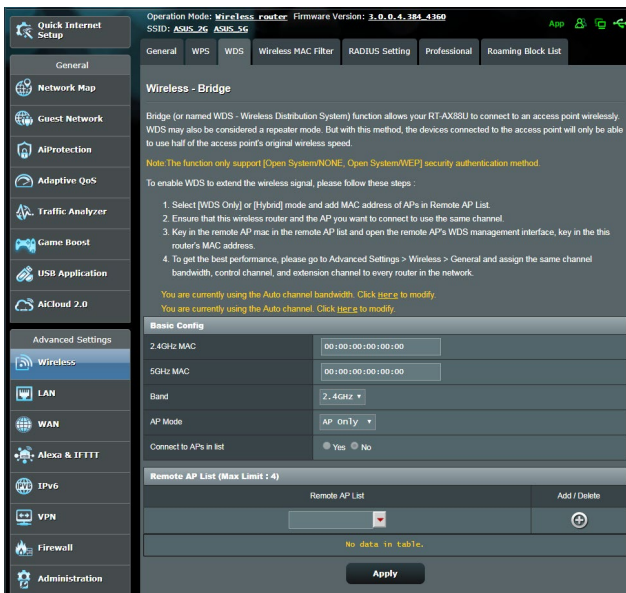 Quick Internet
Setup
General
Network Map
Guest Network
AiProtection
Adaptive QoS
Traffic Analyzer
Game Boost
USB Application
AiCloud 2.0
Advanced Settings
Wireless
LAN
WAN
Alexa & IFTTT
IPv6
VPN
Firewall
Administration
Operation Mode: Wireless router Firmware Version: 3.0.0.4.384_4360
SSID: ASUS_2G ASUS_5G
App
General WPS WDS Wireless MAC Filter RADIUS Setting Professional Roaming Block List
Wireless - Bridge
Bridge (or named WDS - Wireless Distribution System) function allows your RT-AX88U to connect to an access point wirelessly.
WDS may also be considered a repeater mode. But with this method, the devices connected to the access point will only be able
to use half of the access point's original wireless speed.
Note:The function only support [Open System/NONE, Open System/WEP] security authentication method.
To enable WDS to extend the wireless signal, please follow these steps :
1. Select [WDS Only] or [Hybrid] mode and add MAC address of APs in Remote AP List.
2. Ensure that this wireless router and the AP you want to connect to use the same channel.
3. Key in the remote AP mac in the remote AP list and open the remote AP's WDS management interface, key in the this
router's MAC address.
4. To get the best performance, please go to Advanced Settings > Wireless > General and assign the same channel
bandwidth, control channel, and extension channel to every router in the network.
You are currently using the Auto channel bandwidth. Click Here to modify.
You are currently using the Auto channel. Click Here to modify.
Basic Config
2.4GHz MAC 00:00:00:00:00:00
5GHz MAC 00:00:00:00:00:00
Band 2.4GHz
AP Mode AP Only
Connect to APs in list Yes No
Remote AP List (Max Limit : 4)
Remote AP List Add / Delete
No data in table.
Apply